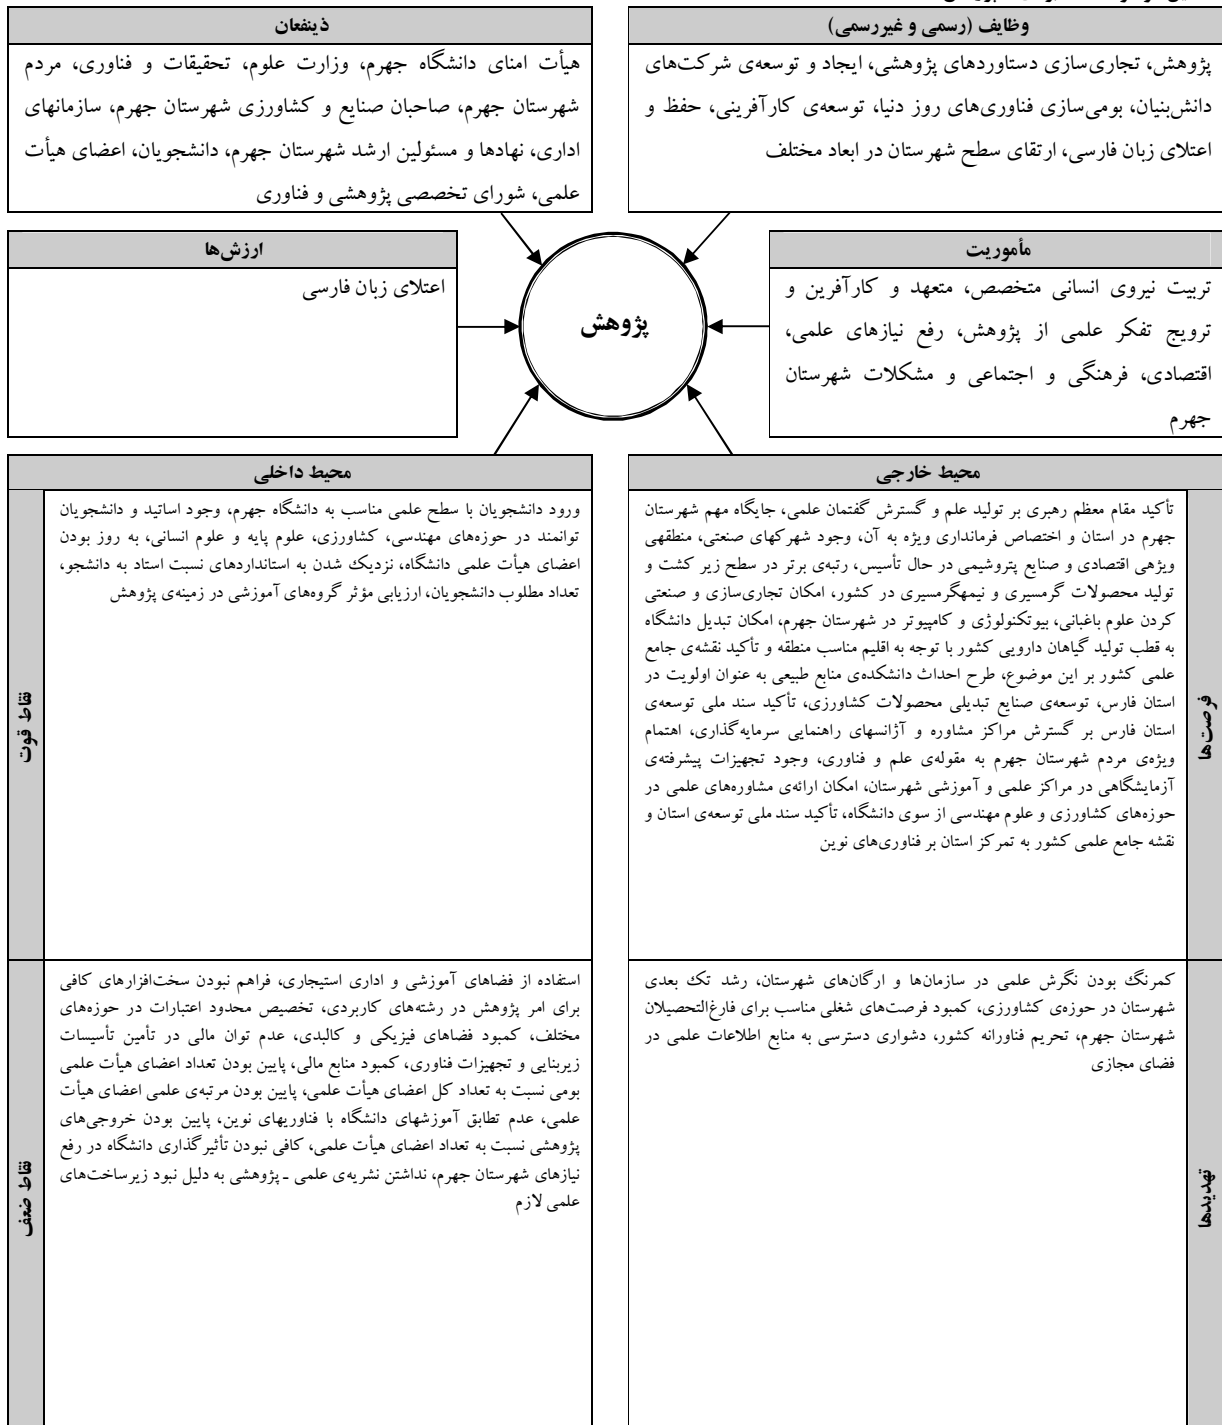 وظایف (رسمی و غیررسمی)
پژوهش، تجاری‌سازی دستاوردهای پژوهشی، ایجاد و توسعه‌ی شرکت‌های
دانش‌بنیان، بومی‌سازی فناوری‌های روز دنیا، توسعه‌ی کارآفرینی، حفظ و
اعتلای زبان فارسی، ارتقای سطح شهرستان در ابعاد مختلف
ذینفعان
هیأت امنای دانشگاه جهرم، وزارت علوم، تحقیقات و فناوری، مردم
شهرستان جهرم، صاحبان صنایع و کشاورزی شهرستان جهرم، سازمانهای
اداری، نهادها و مسئولین ارشد شهرستان جهرم، دانشجویان، اعضای هیأت
علمی، شورای تخصصی پژوهشی و فناوری
مأموریت
تربیت نیروی انسانی متخصص، متعهد و کارآفرین و
ترویج تفکر علمی از پژوهش، رفع نیازهای علمی،
اقتصادی، فرهنگی و اجتماعی و مشکلات شهرستان
جهرم
پژوهش
ارزش‌ها
اعتلای زبان فارسی
محیط خارجی
فرصت‌ها
تأکید مقام معظم رهبری بر تولید علم و گسترش گفتمان علمی، جایگاه مهم شهرستان
جهرم در استان و اختصاص فرمانداری ویژه به آن، وجود شهرکهای صنعتی، منطقهی
ویژهی اقتصادی و صنایع پتروشیمی در حال تأسیس، رتبه‌ی برتر در سطح زیر کشت و
تولید محصولات گرمسیری و نیمهگرمسیری در کشور، امکان تجاری‌سازی و صنعتی
کردن علوم باغبانی، بیوتکنولوژی و کامپیوتر در شهرستان جهرم، امکان تبدیل دانشگاه
به قطب تولید گیاهان دارویی کشور با توجه به اقلیم مناسب منطقه و تأکید نقشه‌ی جامع
علمی کشور بر این موضوع، طرح احداث دانشکده‌ی منابع طبیعی به عنوان اولویت در
استان فارس، توسعه‌ی صنایع تبدیلی محصولات کشاورزی، تأکید سند ملی توسعه‌ی
استان فارس بر گسترش مراکز مشاوره و آژانسهای راهنمایی سرمایه‌گذاری، اهتمام
ویژه‌ی مردم شهرستان جهرم به مقوله‌ی علم و فناوری، وجود تجهیزات پیشرفته‌ی
آزمایشگاهی در مراکز علمی و آموزشی شهرستان، امکان ارائه‌ی مشاوره‌های علمی در
حوزه‌های کشاورزی و علوم مهندسی از سوی دانشگاه، تأکید سند ملی توسعه‌ی استان و
نقشه جامع علمی کشور به تمرکز استان بر فناوری‌های نوین
تهدیدها
کمرنگ بودن نگرش علمی در سازمان‌ها و ارگان‌های شهرستان، رشد تک بعدی
شهرستان در حوزه‌ی کشاورزی، کمبود فرصت‌های شغلی مناسب برای فارغ‌التحصیلان
شهرستان جهرم، تحریم فناورانه کشور، دشواری دسترسی به منابع اطلاعات علمی در
فضای مجازی
محیط داخلی
نقاط قوت
ورود دانشجویان با سطح علمی مناسب به دانشگاه جهرم، وجود اساتید و دانشجویان
توانمند در حوزه‌های مهندسی، کشاورزی، علوم پایه و علوم انسانی، به روز بودن
اعضای هیأت علمی دانشگاه، نزدیک شدن به استانداردهای نسبت استاد به دانشجو،
تعداد مطلوب دانشجویان، ارزیابی مؤثر گروه‌های آموزشی در زمینه‌ی پژوهش
نقاط ضعف
استفاده از فضاهای آموزشی و اداری استیجاری، فراهم نبودن سخت‌افزارهای کافی
برای امر پژوهش در رشته‌های کاربردی، تخصیص محدود اعتبارات در حوزه‌های
مختلف، کمبود فضاهای فیزیکی و کالبدی، عدم توان مالی در تأمین تأسیسات
زیربنایی و تجهیزات فناوری، کمبود منابع مالی، پایین بودن تعداد اعضای هیأت علمی
بومی نسبت به تعداد کل اعضای هیأت علمی، پایین بودن مرتبه‌ی علمی اعضای هیأت
علمی، عدم تطابق آموزشهای دانشگاه با فناوریهای نوین، پایین بودن خروجی‌های
پژوهشی نسبت به تعداد اعضای هیأت علمی، کافی نبودن تأثیرگذاری دانشگاه در رفع
نیازهای شهرستان جهرم، نداشتن نشریه‌ی علمی ـ پژوهشی به دلیل نبود زیرساخت‌های
علمی لازم